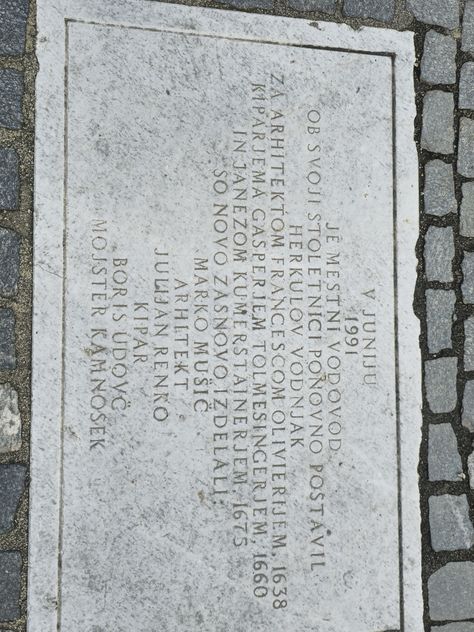 V JUNIJU
1991
JE MESTNI VODOVOD
OB SVOJI STOLETNICI PONOVNO POSTAVIL
HERKULOV VODNJAK
ZA ARHITEKTOM FRANCESCOM OLIVIERIJEM, 1638
KIPARJEMA GAŠPERJEM TOLMESINGERJEM, 1660
IN JANEZOM KUMERSTAINERJEM, 1675
SO NOVO ZASNOVO IZDELALI:
MARKO MUŠIČ
ARHITEKT
JULIJAN RENKO
KIPAR
BORIS UDOVČ
MOJSTER KAMNOSEK